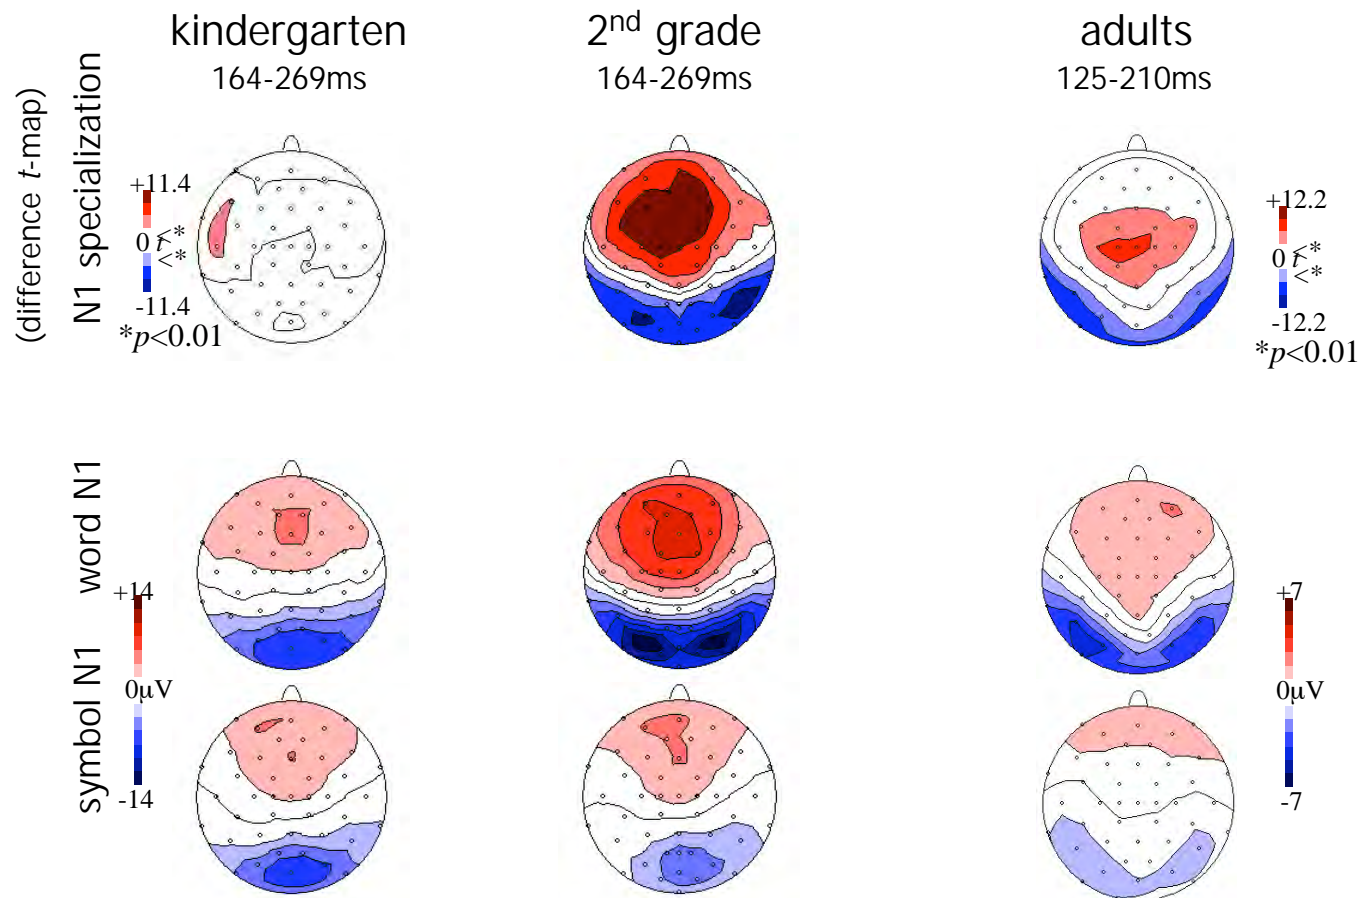 kindergarten
164-269ms
2nd grade
164-269ms
adults
125-210ms
(difference t-map)
N1 specialization
+11.4
<*
0 t
<*
-11.4
*p<0.01
+12.2
<*
0 t
<*
-12.2
*p<0.01
word N1
symbol N1
+14
0µV
-14
+7
0µV
-7